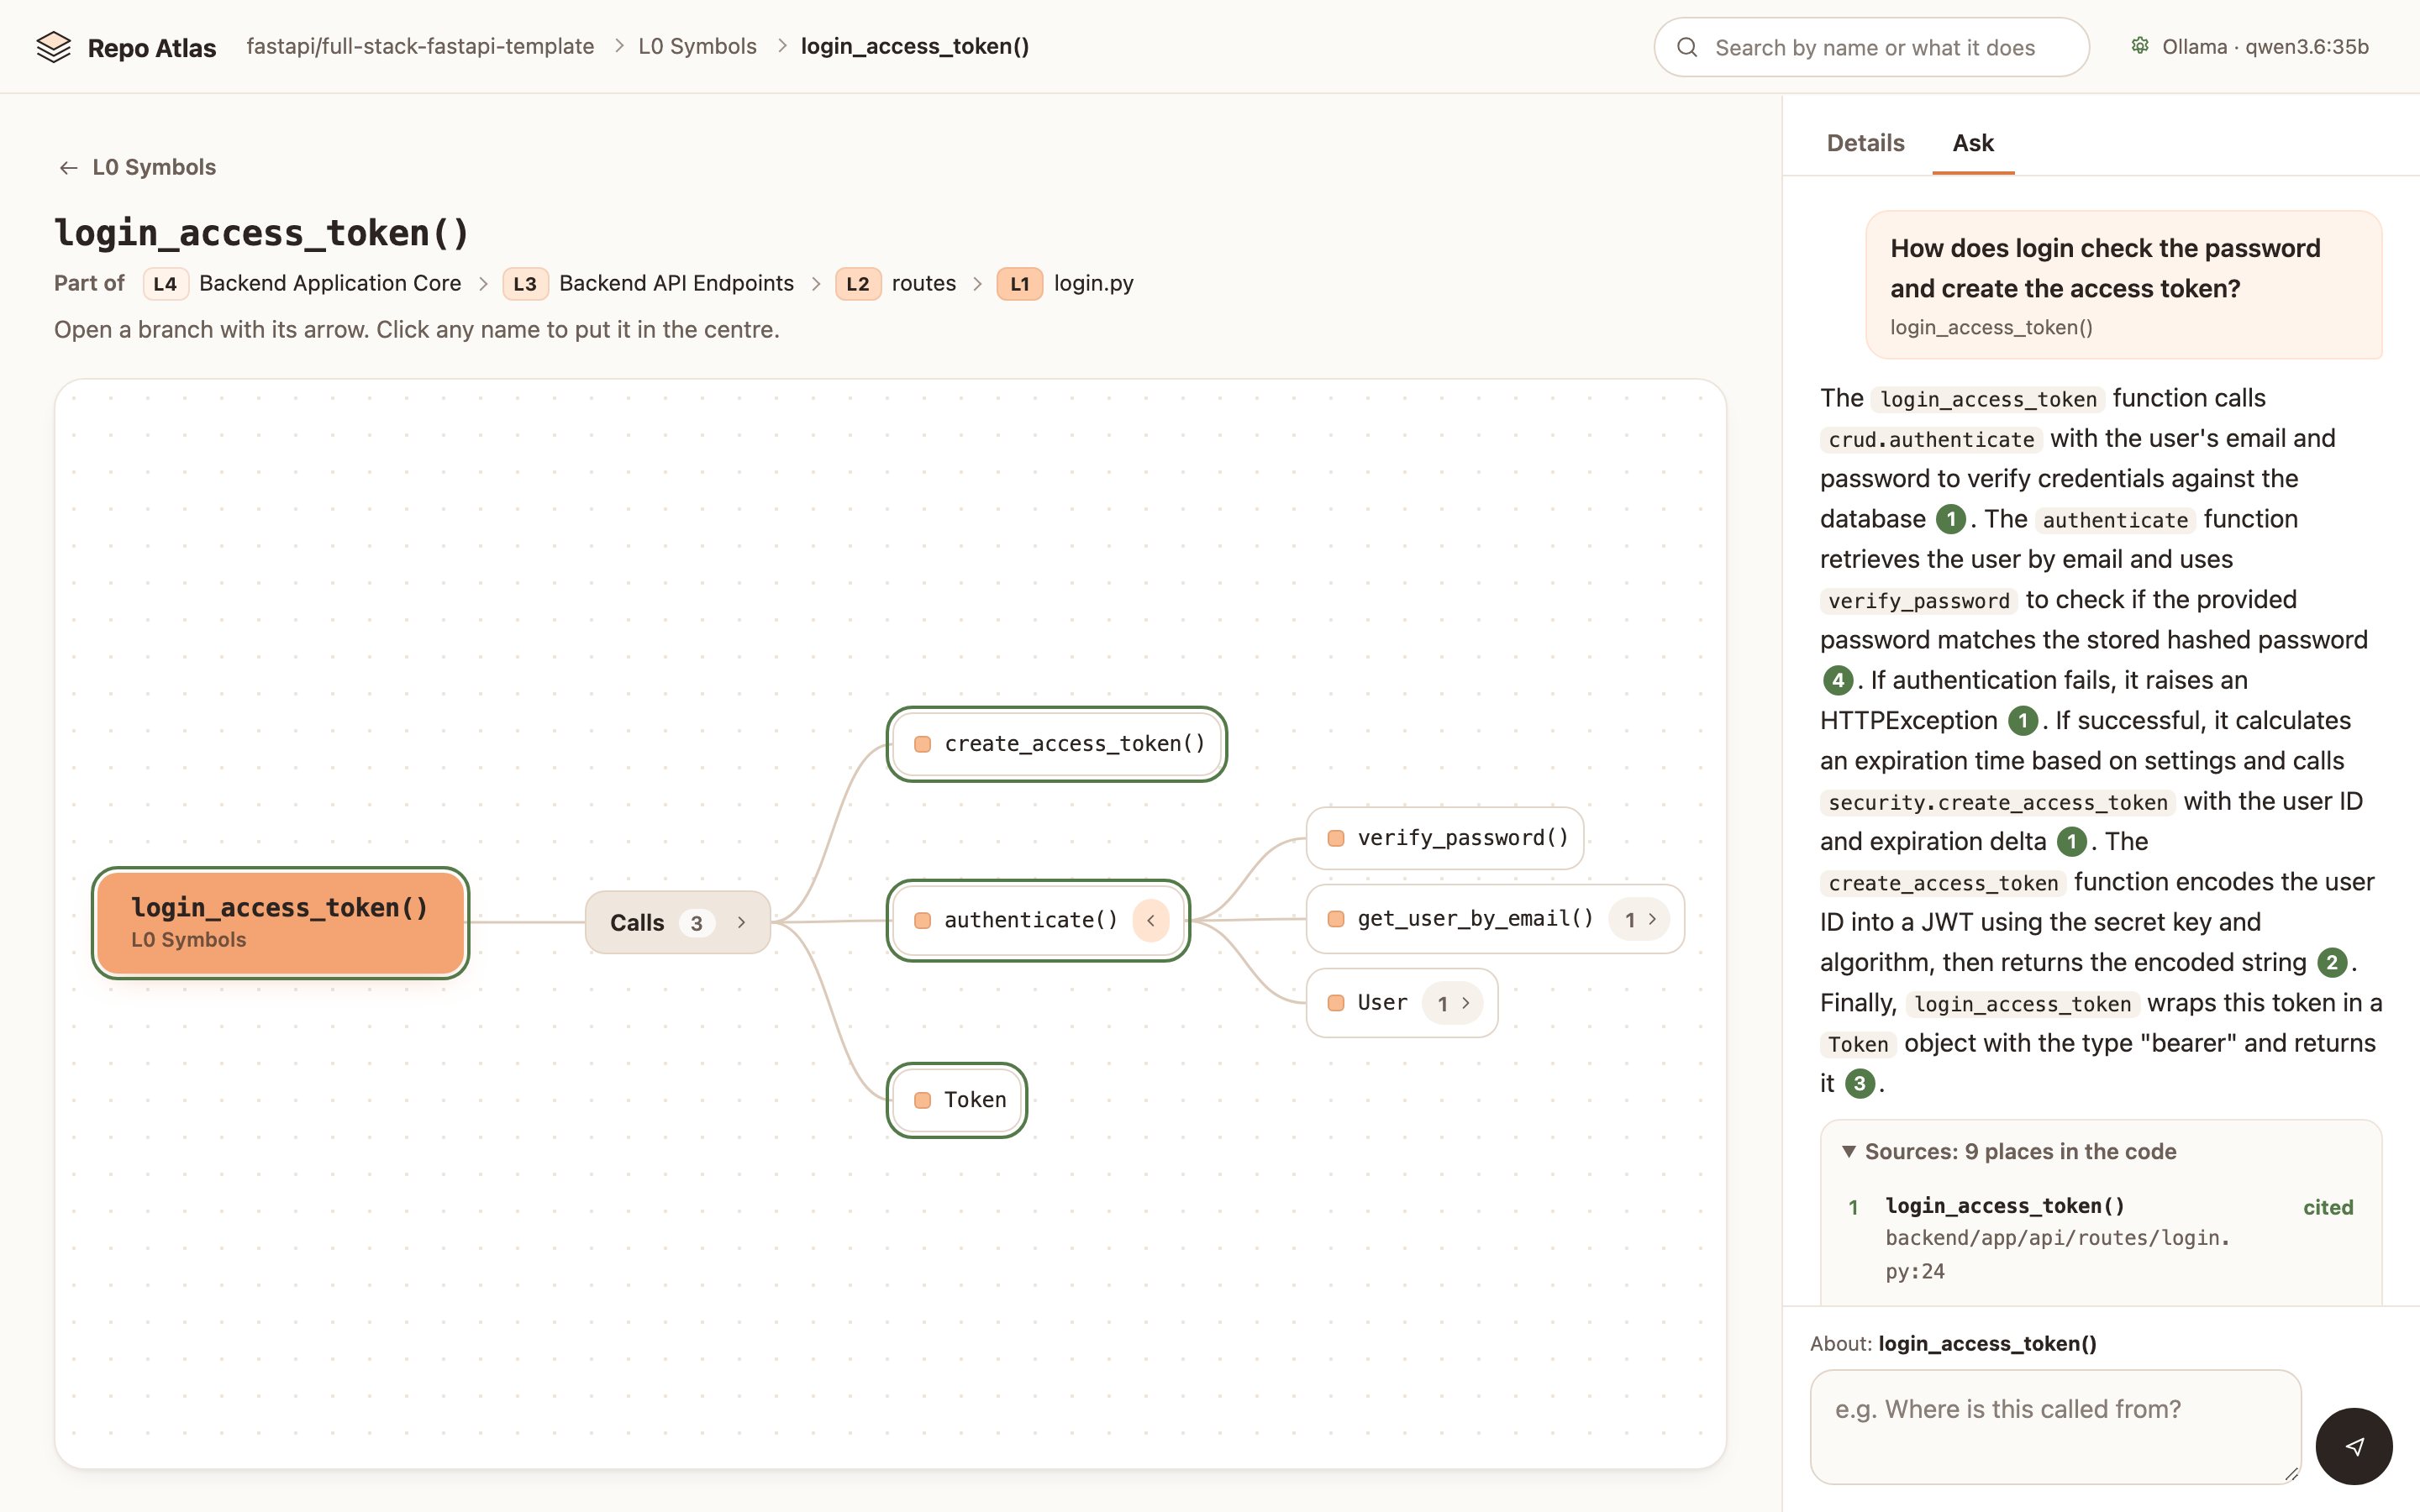 Repo Atlas
fastapi/full-stack-fastapi-template > L0 Symbols > login_access_token()
Search by name or what it does
Ollama · qwen3.6:35b
← L0 Symbols
login_access_token()
Part of L4 Backend Application Core > L3 Backend API Endpoints > L2 routes > L1 login.py
Open a branch with its arrow. Click any name to put it in the centre.
login_access_token()
L0 Symbols
Calls 3 >
create_access_token()
authenticate() <
Token
verify_password()
get_user_by_email() 1 >
User 1 >
Details
Ask
How does login check the password
and create the access token?
login_access_token()
The login_access_token function calls
crud.authenticate with the user's email and
password to verify credentials against the
database 1. The authenticate function
retrieves the user by email and uses
verify_password to check if the provided
password matches the stored hashed password
4. If authentication fails, it raises an
HTTPException 1. If successful, it calculates
an expiration time based on settings and calls
security.create_access_token with the user ID
and expiration delta 1. The
create_access_token function encodes the user
ID into a JWT using the secret key and
algorithm, then returns the encoded string 2.
Finally, login_access_token wraps this token in a
Token object with the type "bearer" and returns
it 3.
▼ Sources: 9 places in the code
1 login_access_token() cited
backend/app/api/routes/login.
py:24
About: login_access_token()
e.g. Where is this called from?